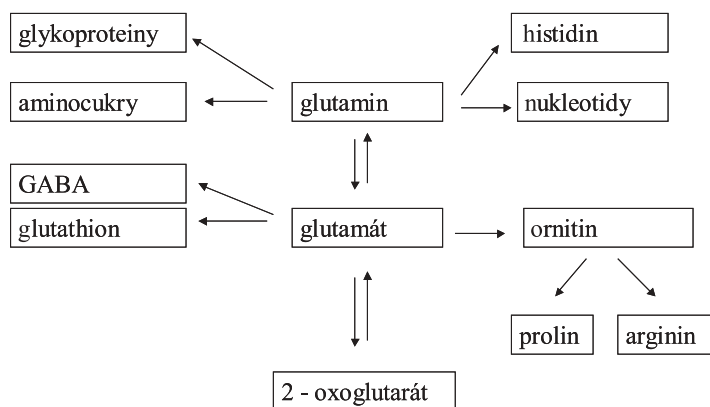 glykoproteiny
histidin
aminocukry
glutamin
nukleotidy
GABA
glutathion
glutamát
ornitin
prolin
arginin
2 - oxoglutarát